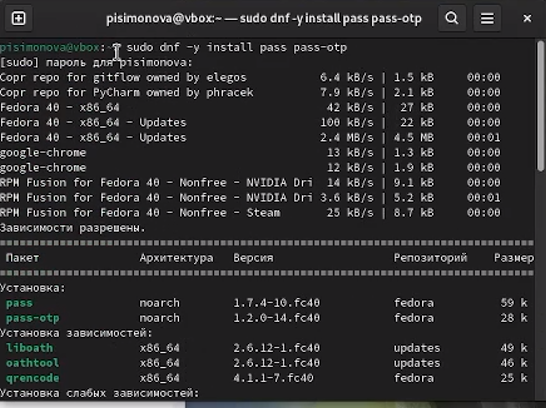 pisimonova@vbox:~ — sudo dnf -y install pass pass-otp
pisimonova@vbox:~$ sudo dnf -y install pass pass-otp
[sudo] пароль для pisimonova:
Copr repo for gitflow owned by elegos 6.4 kB/s | 1.5 kB 00:00
Copr repo for PyCharm owned by phracek 7.9 kB/s | 2.1 kB 00:00
Fedora 40 - x86_64 42 kB/s | 27 kB 00:00
Fedora 40 - x86_64 - Updates 100 kB/s | 22 kB 00:00
Fedora 40 - x86_64 - Updates 2.4 MB/s | 4.5 MB 00:01
google-chrome 13 kB/s | 1.3 kB 00:00
google-chrome 12 kB/s | 1.9 kB 00:00
RPM Fusion for Fedora 40 - Nonfree - NVIDIA Dri 14 kB/s | 9.1 kB 00:00
RPM Fusion for Fedora 40 - Nonfree - NVIDIA Dri 3.6 kB/s | 5.2 kB 00:01
RPM Fusion for Fedora 40 - Nonfree - Steam 25 kB/s | 8.7 kB 00:00
Зависимости разрешены.
Пакет Архитектура Версия Репозиторий Размер
Установка:
pass noarch 1.7.4-10.fc40 fedora 59 k
pass-otp noarch 1.2.0-14.fc40 fedora 28 k
Установка зависимостей:
liboath x86_64 2.6.12-1.fc40 updates 49 k
oathtool x86_64 2.6.12-1.fc40 updates 46 k
qrencode x86_64 4.1.1-7.fc40 fedora 25 k
Установка слабых зависимостей: